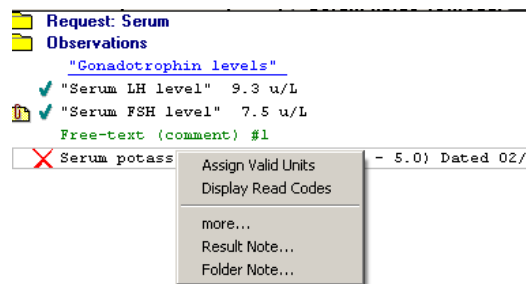 Request: Serum
Observations
"Gonadotrophin levels"
"Serum LH level" 9.3 u/L
"Serum FSH level" 7.5 u/L
Free-text (comment) #1
Serum potass - 5.0) Dated 02/
Assign Valid Units
Display Read Codes
more...
Result Note...
Folder Note...